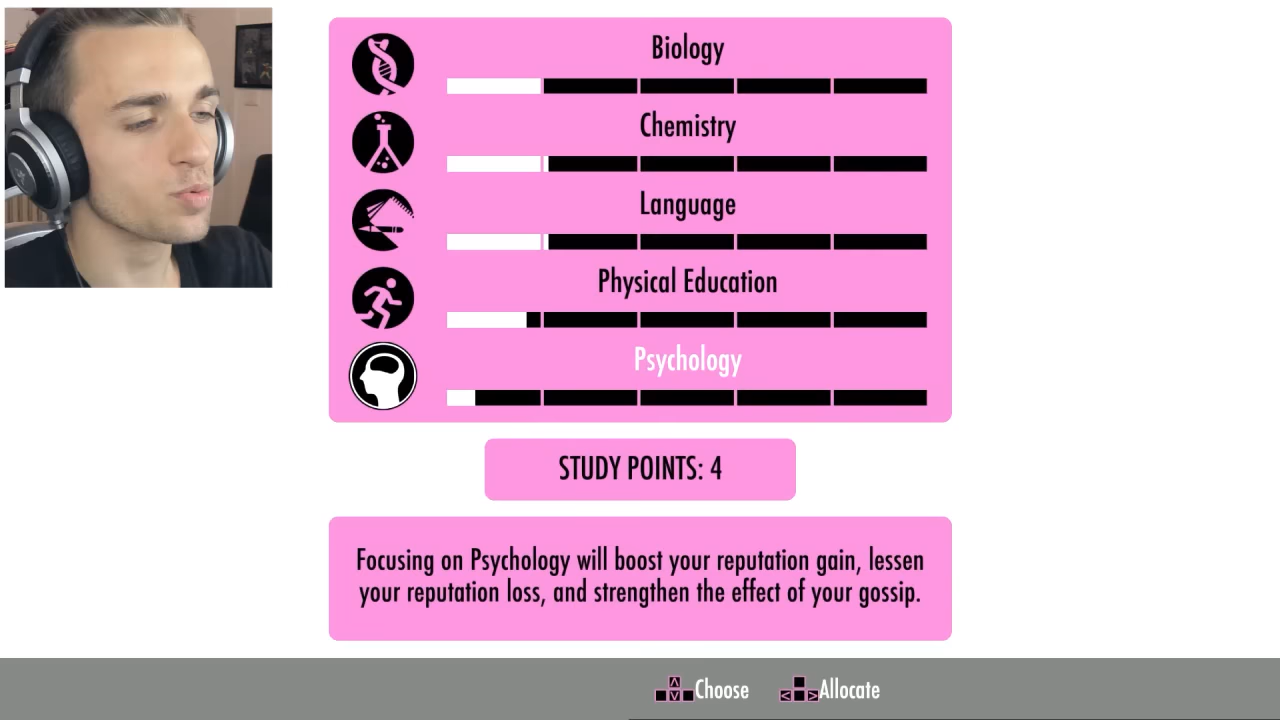 Biology
Chemistry
Language
Physical Education
Psychology
STUDY POINTS: 4
Focusing on Psychology will boost your reputation gain, lessen
your reputation loss, and strengthen the effect of your gossip.
Choose Allocate